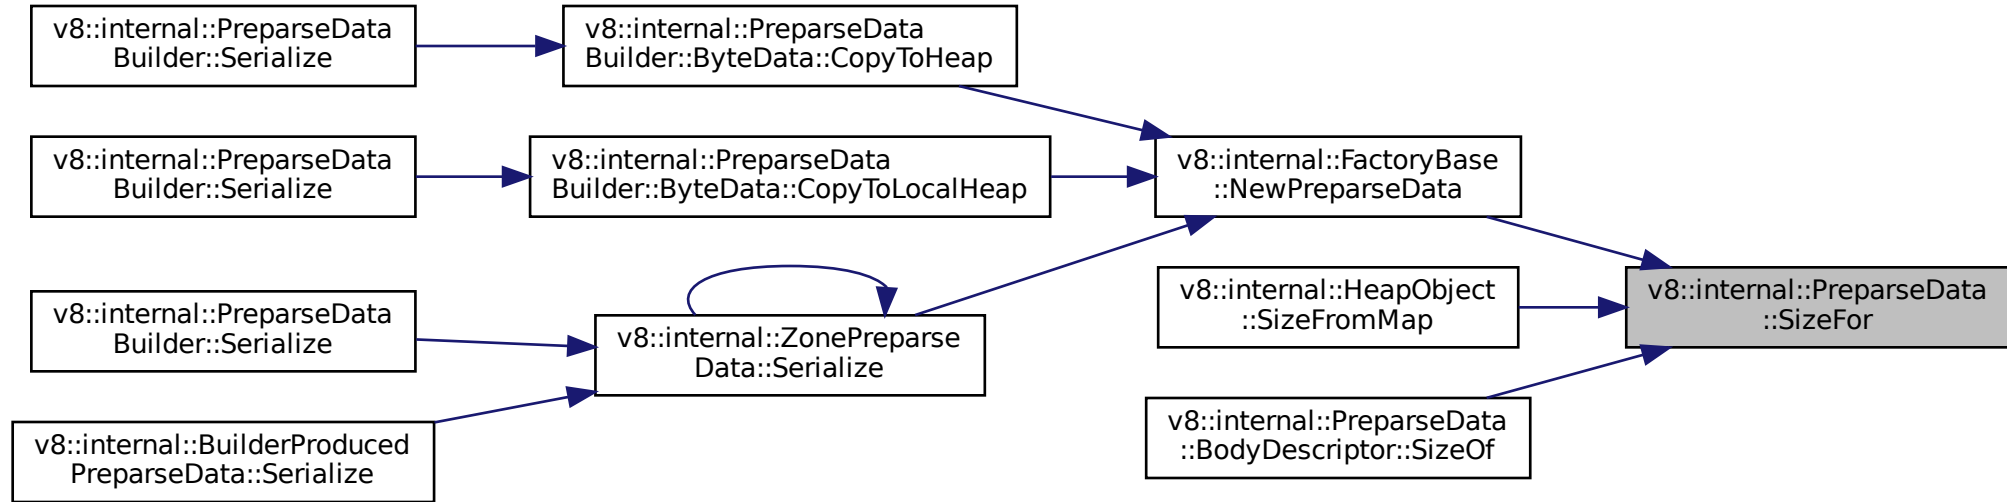 v8::internal::PreparseData
Builder::Serialize
v8::internal::PreparseData
Builder::ByteData::CopyToHeap
v8::internal::PreparseData
Builder::Serialize
v8::internal::PreparseData
Builder::ByteData::CopyToLocalHeap
v8::internal::FactoryBase
::NewPreparseData
v8::internal::HeapObject
::SizeFromMap
v8::internal::PreparseData
::SizeFor
v8::internal::PreparseData
Builder::Serialize
v8::internal::ZonePreparse
Data::Serialize
v8::internal::PreparseData
::BodyDescriptor::SizeOf
v8::internal::BuilderProduced
PreparseData::Serialize